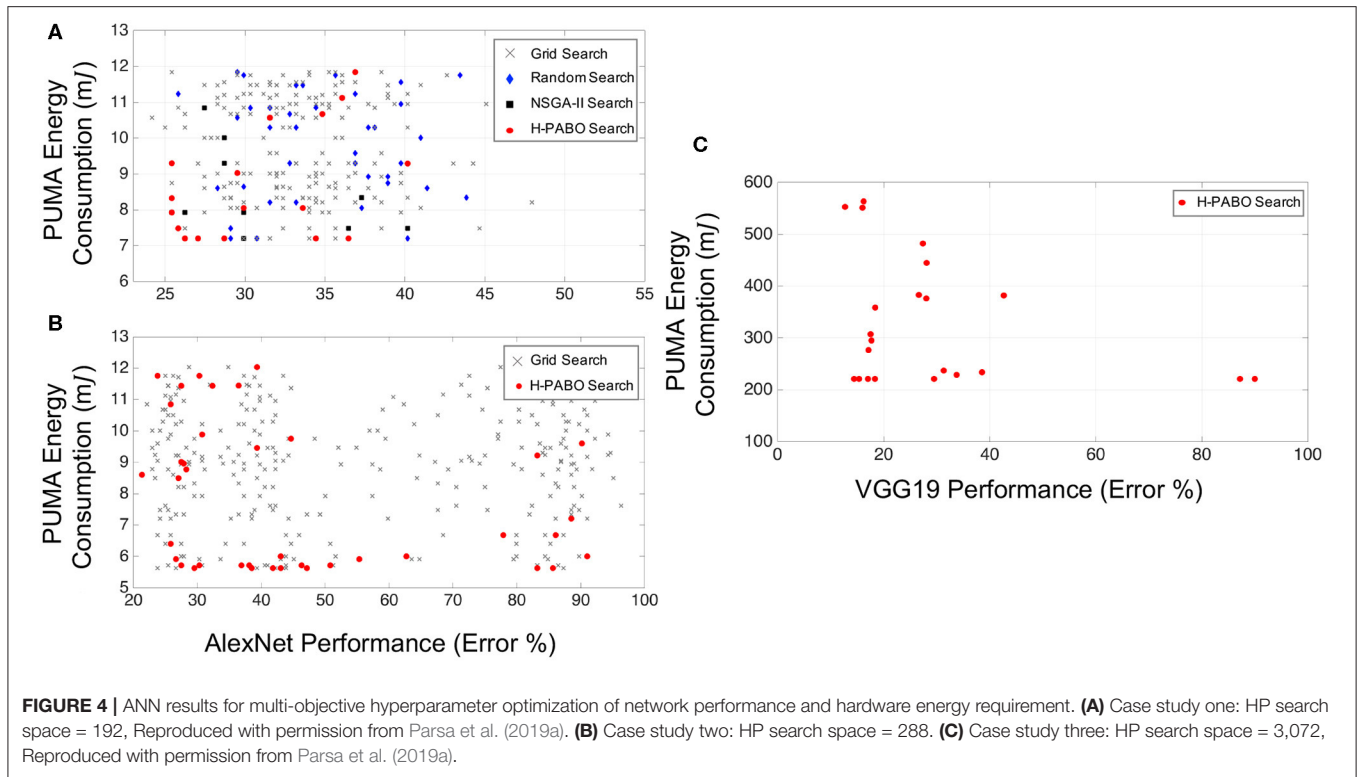 A
PUMA Energy
Consumption (mJ)
13
12
11
10
9
8
7
6
25
30
35
40
45
50
55
Grid Search
Random Search
NSGA-II Search
H-PABO Search
B
PUMA Energy
Consumption (mJ)
13
12
11
10
9
8
7
6
5
20
30
40
50
60
70
80
90
100
Grid Search
H-PABO Search
AlexNet Performance (Error %)
C
PUMA Energy
Consumption (mJ)
600
500
400
300
200
100
0
20
40
60
80
100
H-PABO Search
VGG19 Performance (Error %)
FIGURE 4 | ANN results for multi-objective hyperparameter optimization of network performance and hardware energy requirement. (A) Case study one: HP search
space = 192, Reproduced with permission from Parsa et al. (2019a). (B) Case study two: HP search space = 288. (C) Case study three: HP search space = 3,072,
Reproduced with permission from Parsa et al. (2019a).